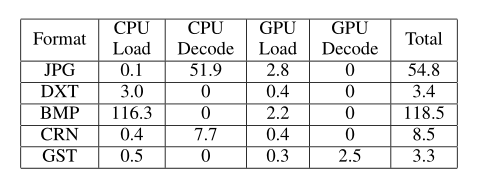 Format CPU Load CPU Decode GPU Load GPU Decode Total
JPG 0.1 51.9 2.8 0 54.8
DXT 3.0 0 0.4 0 3.4
BMP 116.3 0 2.2 0 118.5
CRN 0.4 7.7 0.4 0 8.5
GST 0.5 0 0.3 2.5 3.3